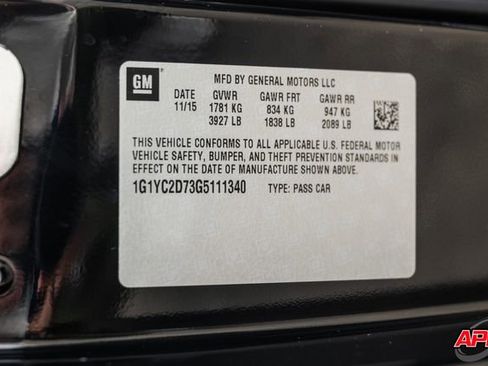 GM
MFD BY GENERAL MOTORS LLC
DATE GVWR GAWR FRT GAWR RR
11/15 1781 KG 834 KG 947 KG
3927 LB 1838 LB 2089 LB
THIS VEHICLE CONFORMS TO ALL APPLICABLE U.S. FEDERAL MOTOR
VEHICLE SAFETY, BUMPER, AND THEFT PREVENTION STANDARDS IN
EFFECT ON THE DATE OF MANUFACTURE SHOWN ABOVE.
1G1YC2D73G5111340 TYPE: PASS CAR